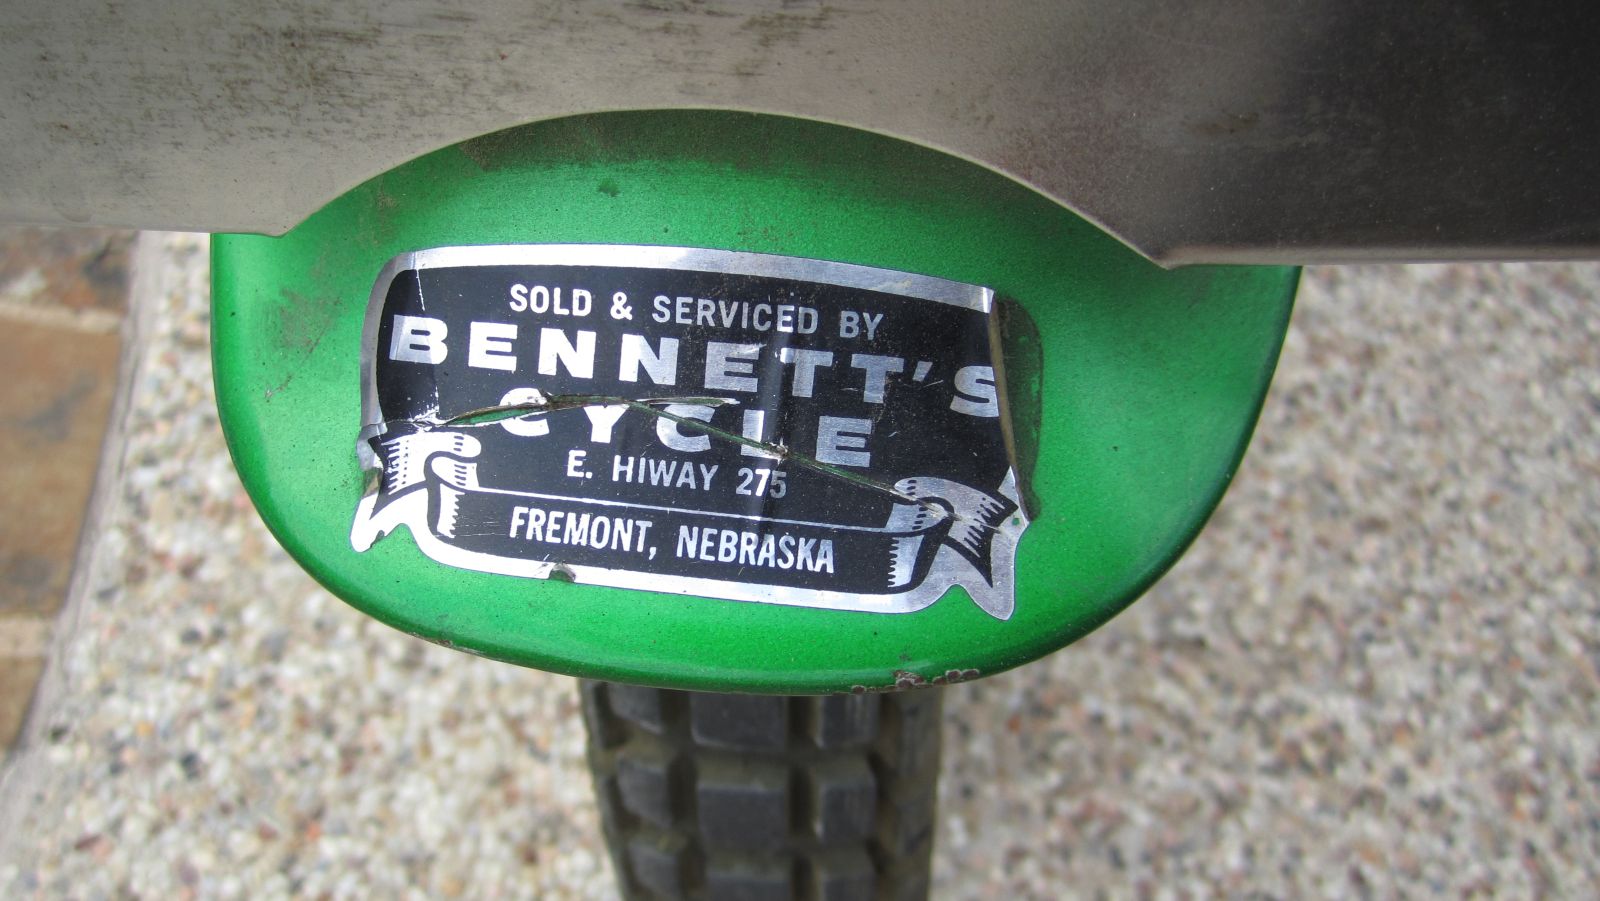 SOLD & SERVICED BY
BENNETT'S
CYCLE
E. HIWAY 275
FREMONT, NEBRASKA